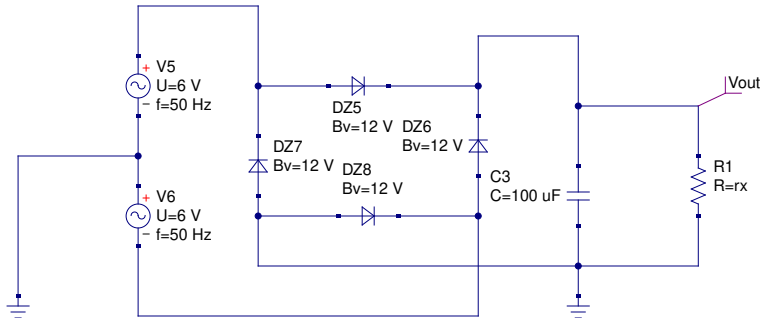 V5
+
U=6 V
− f=50 Hz
DZ5
Bv=12 V
DZ6
Bv=12 V
DZ7
Bv=12 V
DZ8
Bv=12 V
V6
+
U=6 V
− f=50 Hz
C3
C=100 uF
Vout
R1
R=rx